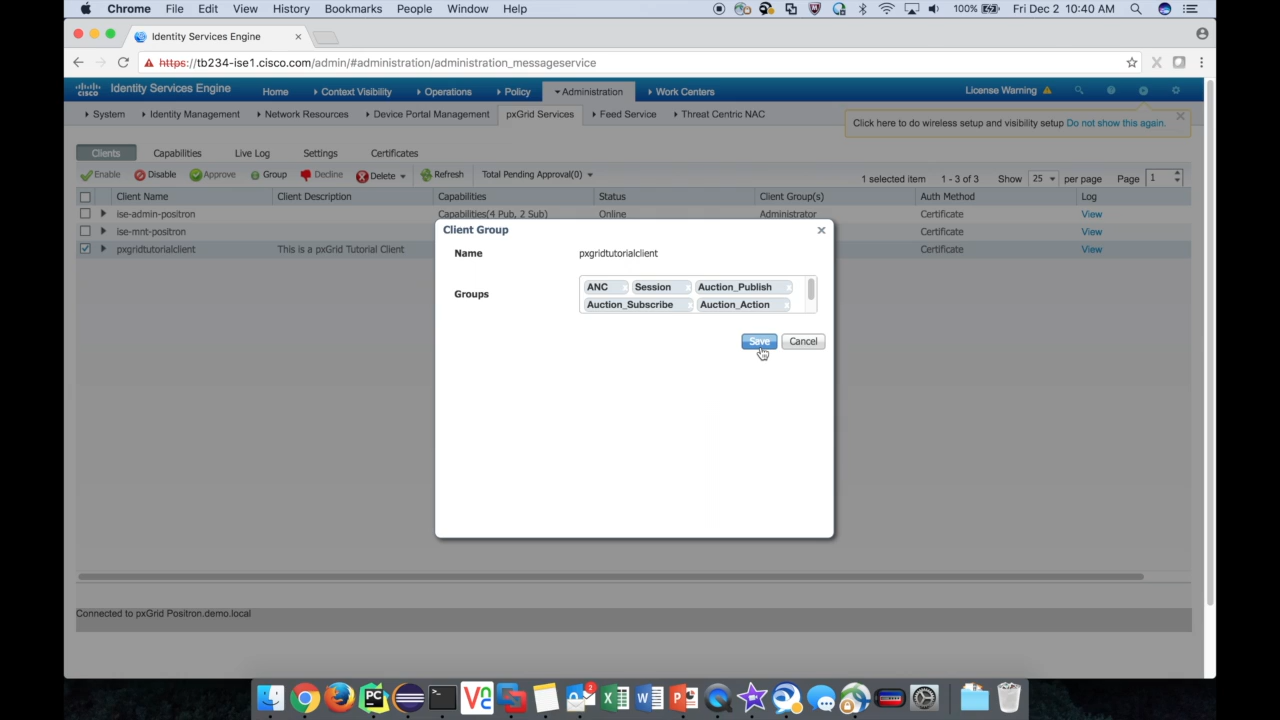 Chrome File Edit View History Bookmarks People Window Help 100% Fri Dec 2 10:40 AM
Identity Services Engine
https://tb234-ise1.cisco.com/admin/#administration/administration_messageservice
cisco Identity Services Engine Home Context Visibility Operations Policy Administration Work Centers License Warning
System Identity Management Network Resources Device Portal Management pxGrid Services Feed Service Threat Centric NAC
Click here to do wireless setup and visibility setup Do not show this again.
Clients Capabilities Live Log Settings Certificates
Enable Disable Approve Group Decline Delete Refresh Total Pending Approval(0) 1 selected item 1 - 3 of 3 Show 25 per page Page 1
Client Name Client Description Capabilities Status Client Group(s) Auth Method Log
ise-admin-positron Capabilities(4 Pub, 2 Sub) Online Administrator Certificate View
ise-mnt-positron Certificate View
pxgridtutorialclient This is a pxGrid Tutorial Client Certificate View
Client Group
Name pxgridtutorialclient
Groups
ANC Session Auction_Publish
Auction_Subscribe Auction_Action
Save Cancel
Connected to pxGrid Positron.demo.local